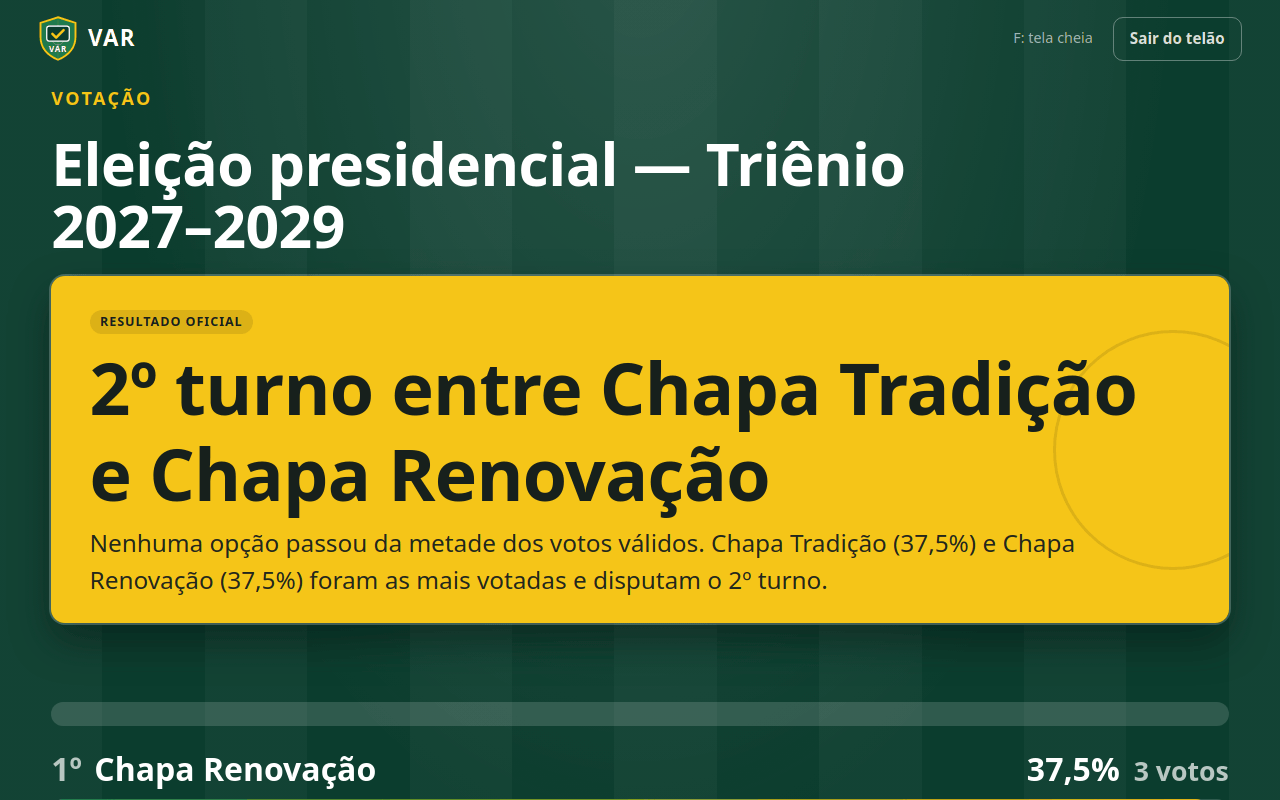 VAR
VAR
F: tela cheia
Sair do telão
VOTAÇÃO
Eleição presidencial — Triênio
2027–2029
RESULTADO OFICIAL
2º turno entre Chapa Tradição
e Chapa Renovação
Nenhuma opção passou da metade dos votos válidos. Chapa Tradição (37,5%) e Chapa
Renovação (37,5%) foram as mais votadas e disputam o 2º turno.
1º Chapa Renovação 37,5% 3 votos